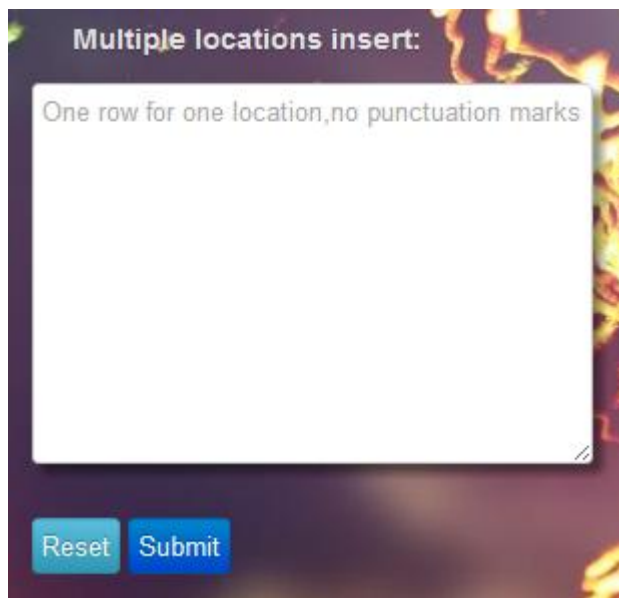 Multiple locations insert:
One row for one location,no punctuation marks
Reset Submit